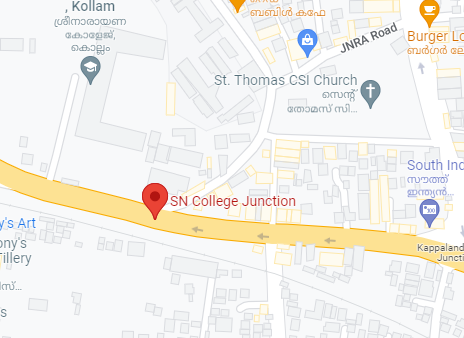 , Kollam
ശ്രീനാരായണ
കോളേജ്,
കൊല്ലം
ബബിൾ കഫേ
JNRA Road
Burger Lo
ബർഗർ ലേ
St. Thomas CSI Church
സെന്റ്
തോമസ് സി...
South Ind
സൗത്ത്
ഇന്ത്യൻ...
SN College Junction
y's Art
ony's
Tillery
Kappaland
Juncti
s